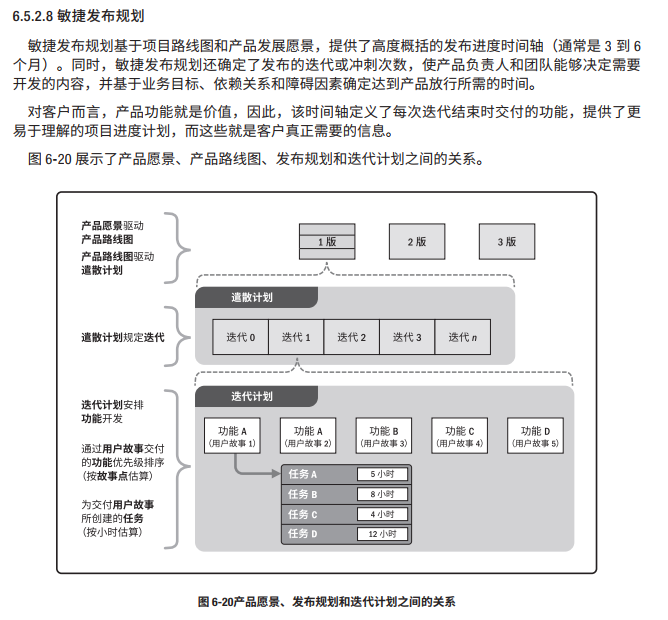 6.5.2.8 敏捷发布规划
敏捷发布规划基于项目路线图和产品发展愿景，提供了高度概括的发布进度时间轴（通常是 3 到 6
个月）。同时，敏捷发布规划还确定了发布的迭代或冲刺次数，使产品负责人和团队能够决定需要
开发的内容，并基于业务目标、依赖关系和障碍因素确定达到产品放行所需的时间。
对客户而言，产品功能就是价值，因此，该时间轴定义了每次迭代结束时交付的功能，提供了更
易于理解的项目进度计划，而这些就是客户真正需要的信息。
图 6-20 展示了产品愿景、产品路线图、发布规划和迭代计划之间的关系。
产品愿景驱动
产品路线图
产品路线图驱动
遣散计划
1 版
2 版
3 版
遣散计划
遣散计划规定迭代
迭代 0
迭代 1
迭代 2
迭代 3
迭代 n
迭代计划
迭代计划安排
功能开发
通过用户故事交付
的功能优先级排序
（按故事点估算）
为交付用户故事
所创建的任务
（按小时估算）
功能 A
（用户故事 1）
功能 A
（用户故事 2）
功能 B
（用户故事 3）
功能 C
（用户故事 4）
功能 D
（用户故事 5）
任务 A
5 小时
任务 B
8 小时
任务 C
4 小时
任务 D
12 小时
图 6-20产品愿景、发布规划和迭代计划之间的关系